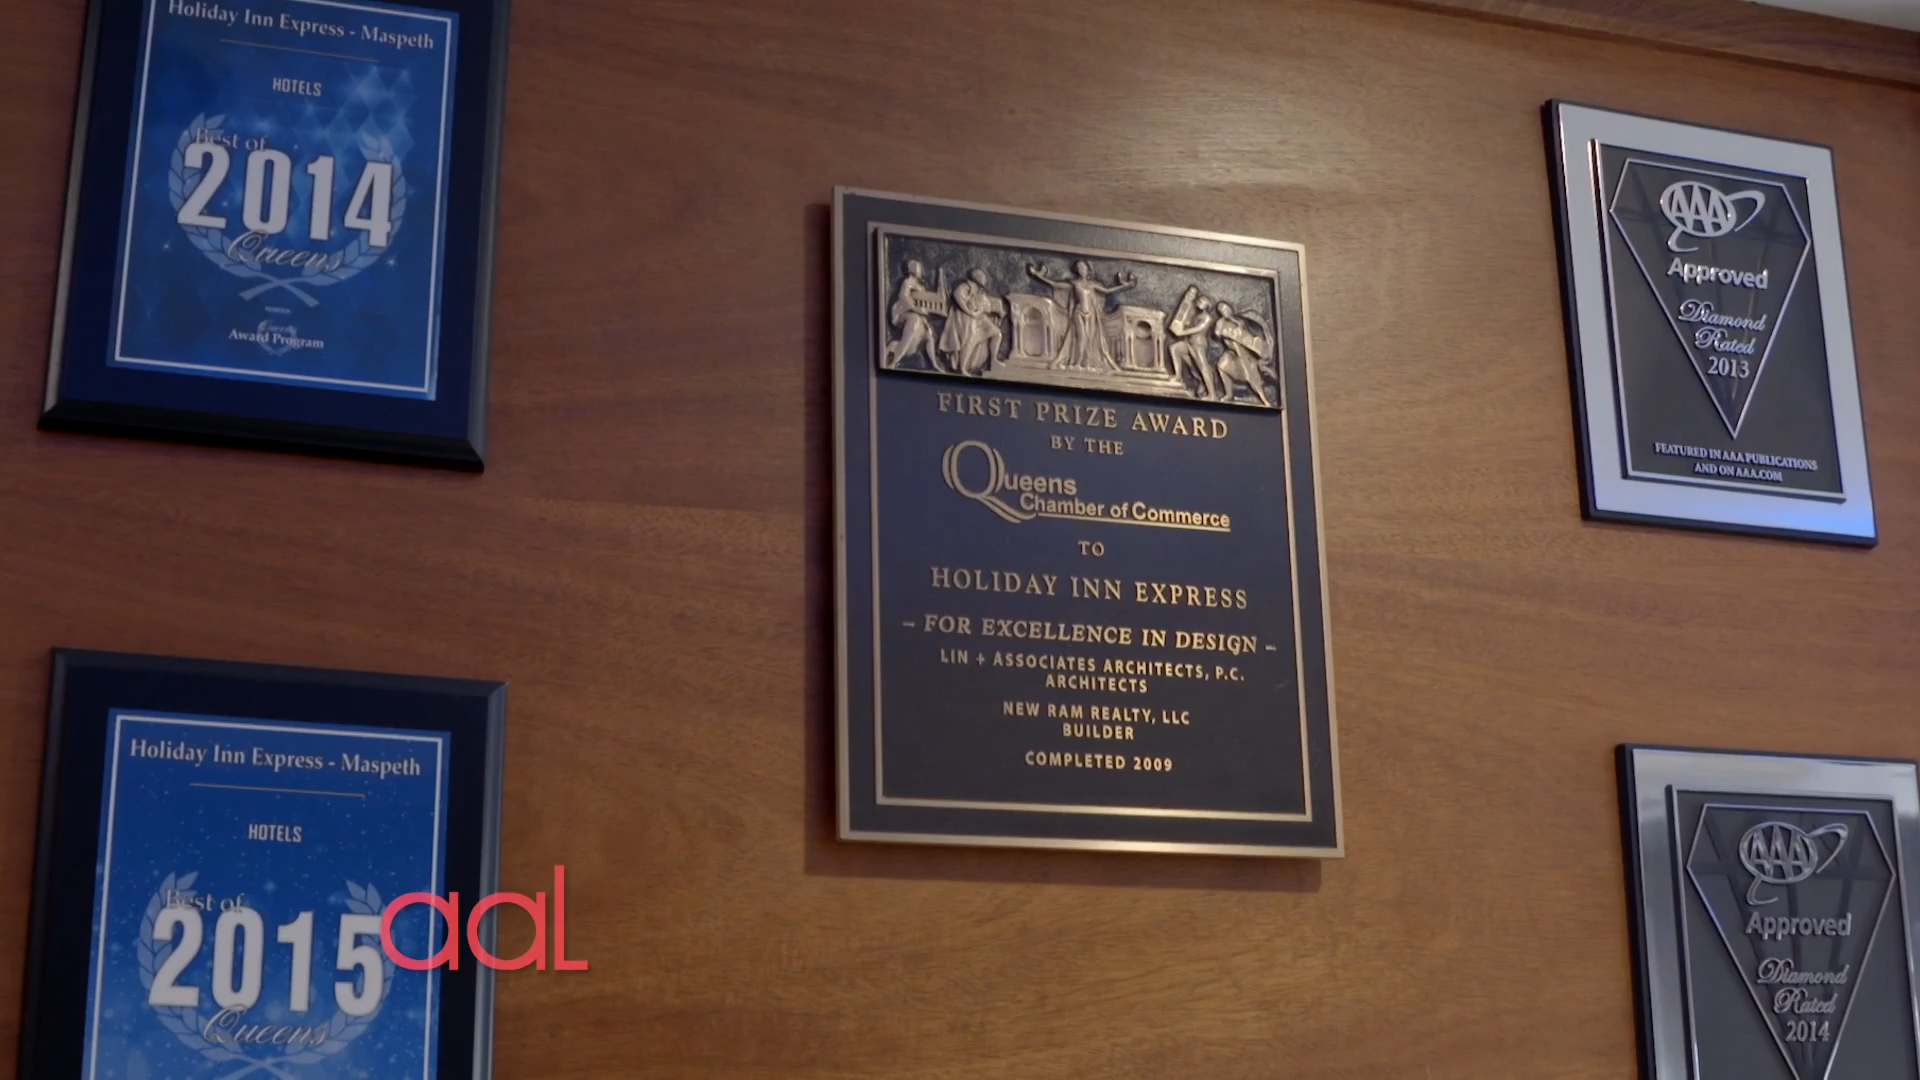 Holiday Inn Express - Maspeth
HOTELS
Best of
2014
Queens
Award Program
FIRST PRIZE AWARD
BY THE
Queens
Chamber of Commerce
TO
HOLIDAY INN EXPRESS
- FOR EXCELLENCE IN DESIGN -
LIN + ASSOCIATES ARCHITECTS, P.C.
ARCHITECTS
NEW RAM REALTY, LLC
BUILDER
COMPLETED 2009
AAA
Approved
Diamond
Rated
2013
FEATURED IN AAA PUBLICATIONS
AND ON AAA.COM
Holiday Inn Express - Maspeth
HOTELS
Best of
2015
Queens
aaL
AAA
Approved
Diamond
Rated
2014